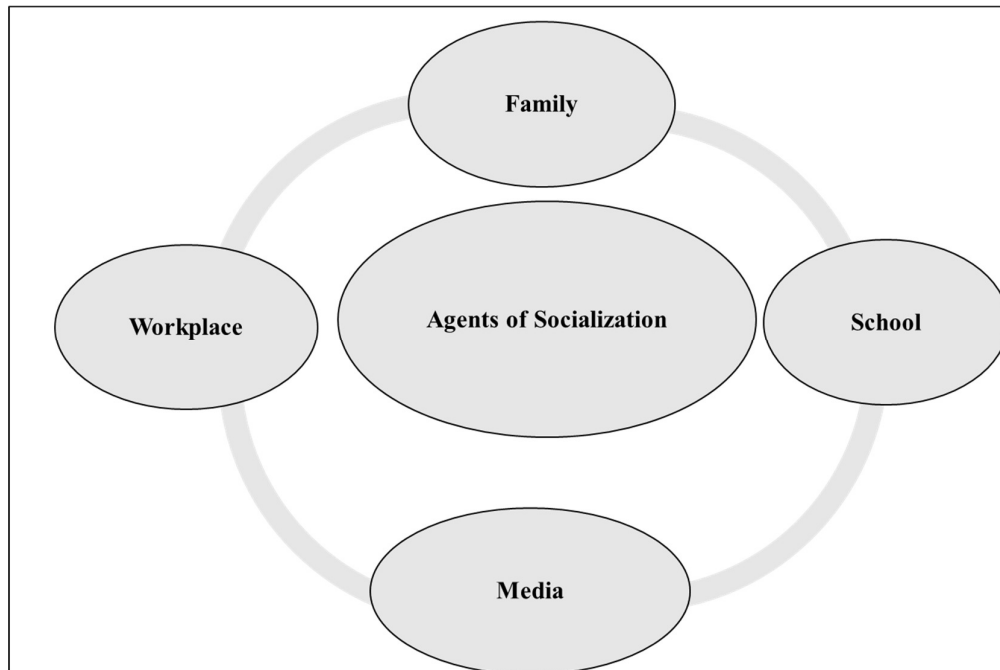 Family
Workplace
Agents of Socialization
School
Media